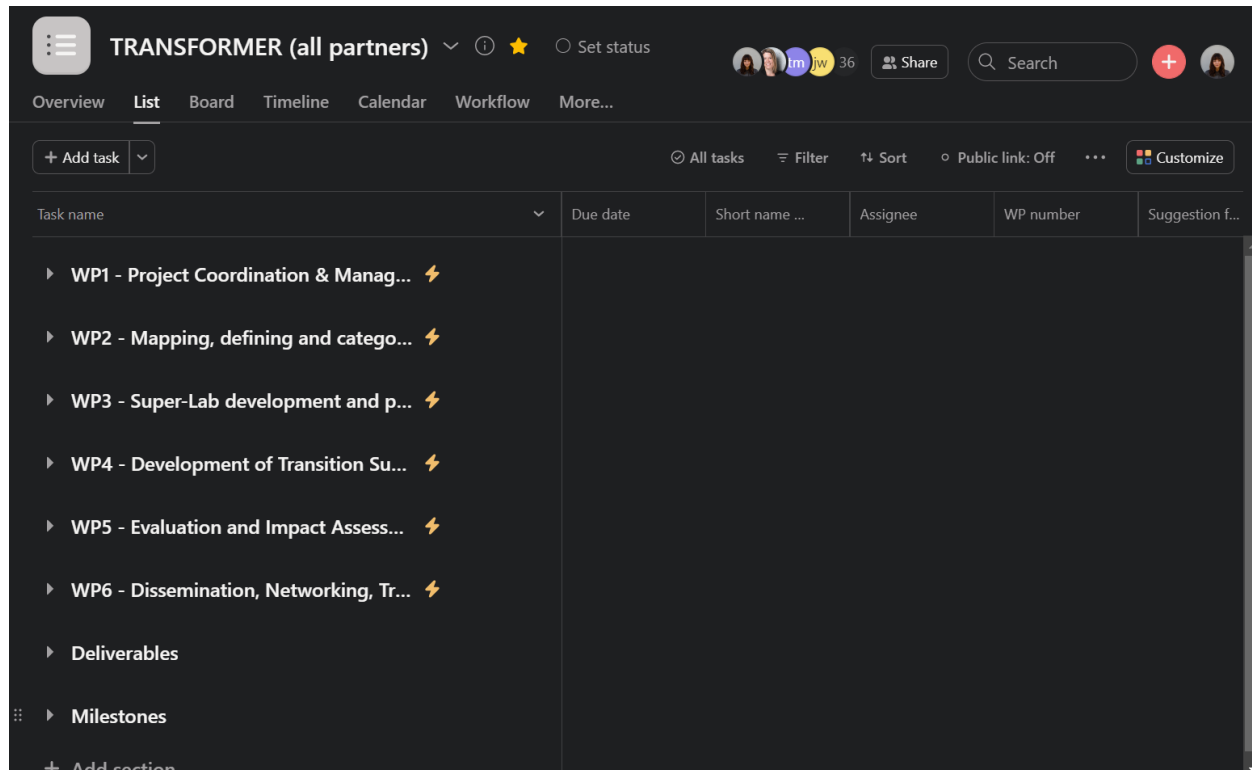 TRANSFORMER (all partners)
Set status
tm
jw
36
Share
Search
Overview List Board Timeline Calendar Workflow More...
+ Add task
All tasks
Filter
Sort
Public link: Off
Customize
Task name
Due date
Short name ...
Assignee
WP number
Suggestion f...
WP1 - Project Coordination & Manag...
WP2 - Mapping, defining and catego...
WP3 - Super-Lab development and p...
WP4 - Development of Transition Su...
WP5 - Evaluation and Impact Assess...
WP6 - Dissemination, Networking, Tr...
Deliverables
Milestones
+ Add section